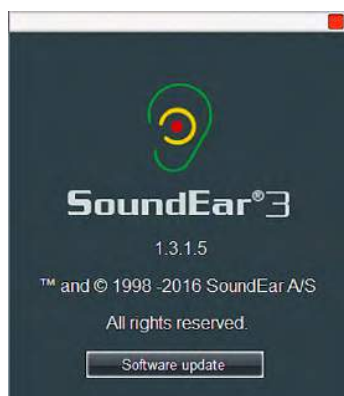 SoundEar®3
1.3.1.5
™ and © 1998 -2016 SoundEar A/S
All rights reserved.
Software update